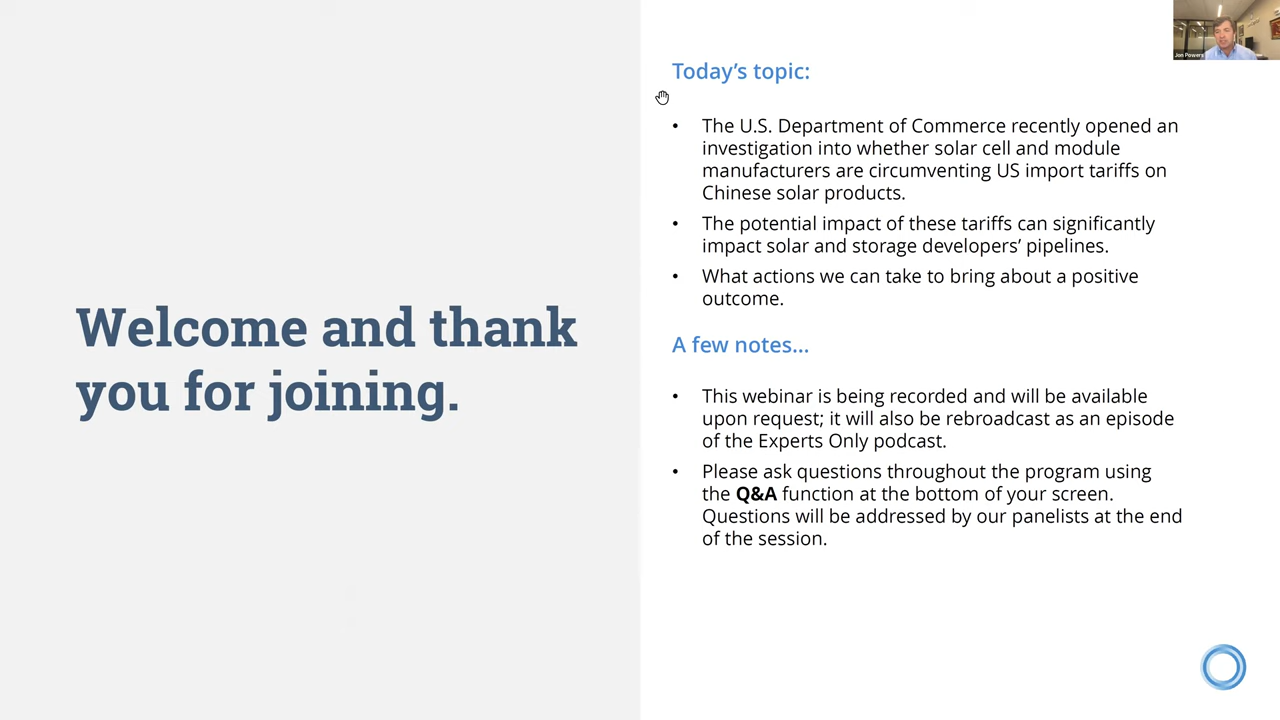 Welcome and thank
you for joining.
Today's topic:
• The U.S. Department of Commerce recently opened an
investigation into whether solar cell and module
manufacturers are circumventing US import tariffs on
Chinese solar products.
• The potential impact of these tariffs can significantly
impact solar and storage developers' pipelines.
• What actions we can take to bring about a positive
outcome.
A few notes...
• This webinar is being recorded and will be available
upon request; it will also be rebroadcast as an episode
of the Experts Only podcast.
• Please ask questions throughout the program using
the Q&A function at the bottom of your screen.
Questions will be addressed by our panelists at the end
of the session.
Jon Powers